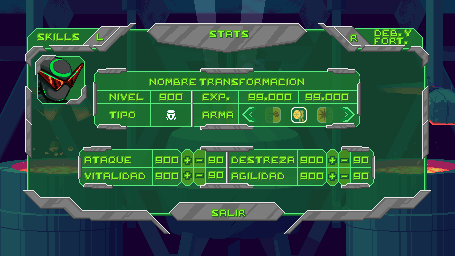 SKILLS L
STATS
R DEB. Y FORT.
NOMBRE TRANSFORMACION
NIVEL 900 EXP. 99.000 99.000
TIPO ARMA
ATAQUE 900 + - 90 DESTREZA 900 + - 90
VITALIDAD 900 + - 90 AGILIDAD 900 + - 90
SALIR